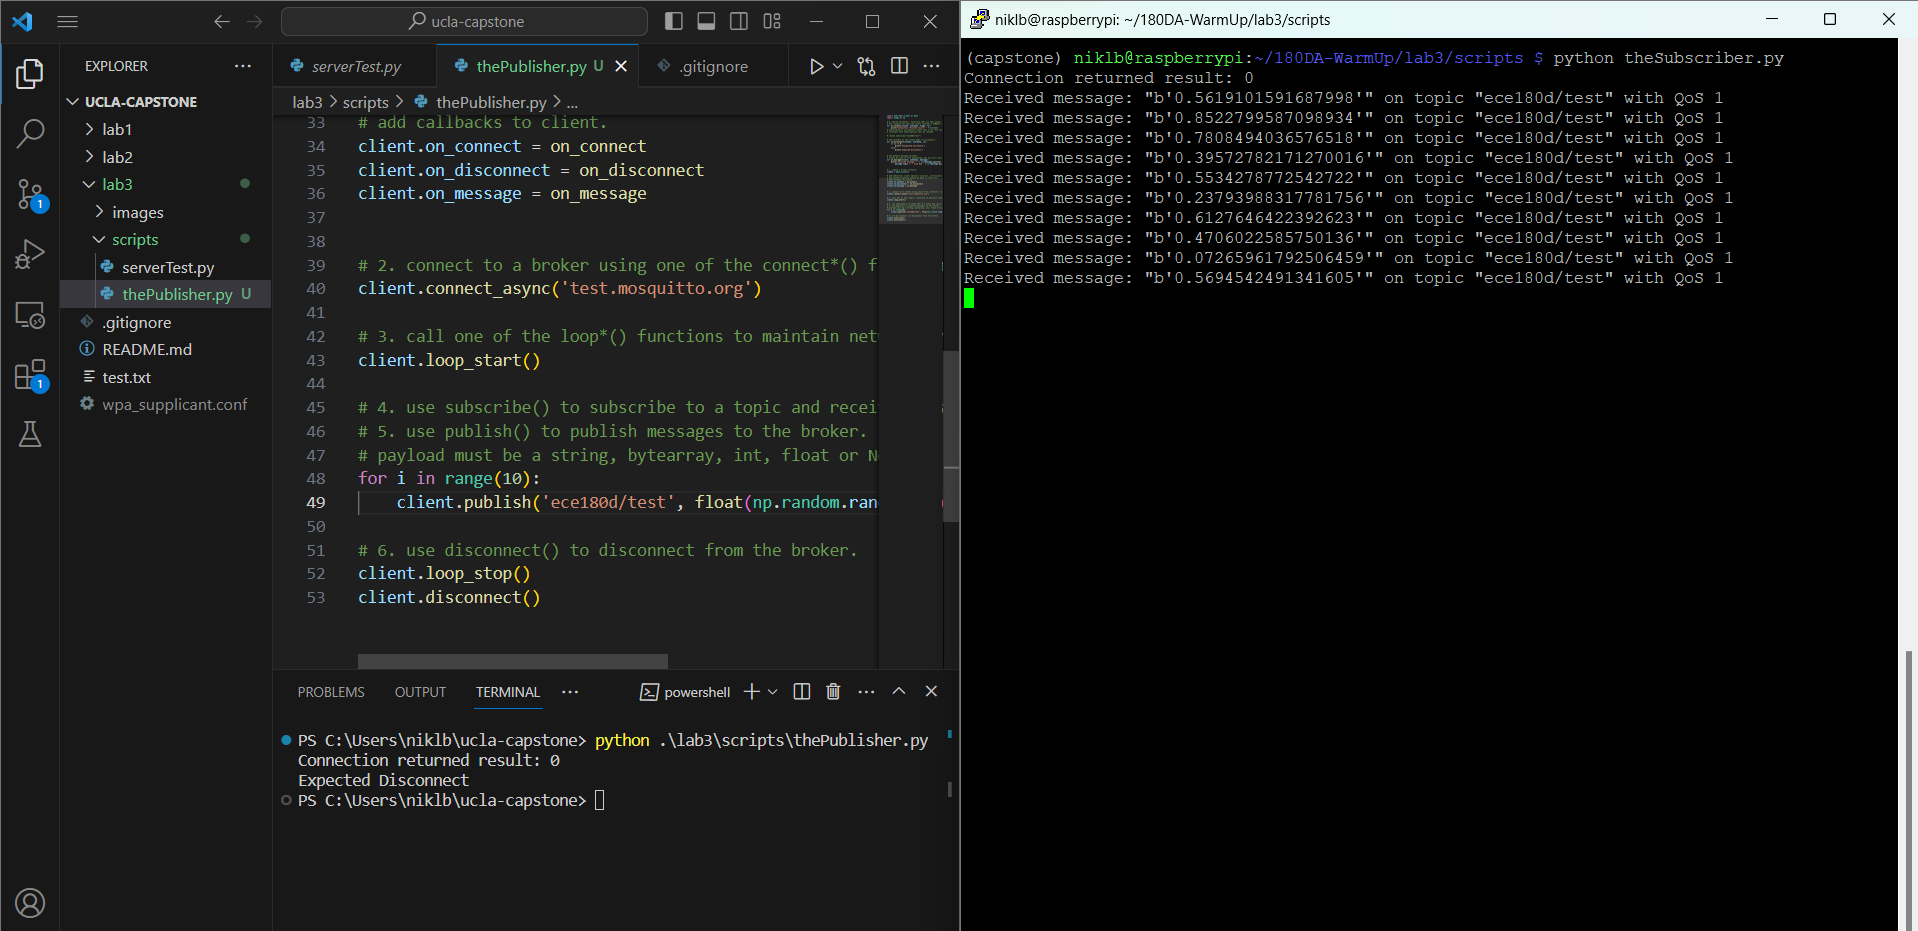 ucla-capstone
EXPLORER
UCLA-CAPSTONE
lab1
lab2
lab3
images
scripts
serverTest.py
thePublisher.py U
.gitignore
README.md
test.txt
wpa_supplicant.conf
1
1
serverTest.py
thePublisher.py U
.gitignore
lab3 > scripts > thePublisher.py > ...
33 # add callbacks to client.
34 client.on_connect = on_connect
35 client.on_disconnect = on_disconnect
36 client.on_message = on_message
37
38
39 # 2. connect to a broker using one of the connect*() f
40 client.connect_async('test.mosquitto.org')
41
42 # 3. call one of the loop*() functions to maintain net
43 client.loop_start()
44
45 # 4. use subscribe() to subscribe to a topic and recei
46 # 5. use publish() to publish messages to the broker.
47 # payload must be a string, bytearray, int, float or N
48 for i in range(10):
49 client.publish('ece180d/test', float(np.random.ran
50
51 # 6. use disconnect() to disconnect from the broker.
52 client.loop_stop()
53 client.disconnect()
PROBLEMS OUTPUT TERMINAL ... powershell
PS C:\Users\niklb\ucla-capstone> python .\lab3\scripts\thePublisher.py
Connection returned result: 0
Expected Disconnect
PS C:\Users\niklb\ucla-capstone>
niklb@raspberrypi: ~/180DA-WarmUp/lab3/scripts
(capstone) niklb@raspberrypi:~/180DA-WarmUp/lab3/scripts $ python theSubscriber.py
Connection returned result: 0
Received message: "b'0.5619101591687998'" on topic "ece180d/test" with QoS 1
Received message: "b'0.8522799587098934'" on topic "ece180d/test" with QoS 1
Received message: "b'0.7808494036576518'" on topic "ece180d/test" with QoS 1
Received message: "b'0.39572782171270016'" on topic "ece180d/test" with QoS 1
Received message: "b'0.5534278772542722'" on topic "ece180d/test" with QoS 1
Received message: "b'0.23793988317781756'" on topic "ece180d/test" with QoS 1
Received message: "b'0.6127646422392623'" on topic "ece180d/test" with QoS 1
Received message: "b'0.4706022585750136'" on topic "ece180d/test" with QoS 1
Received message: "b'0.07265961792506459'" on topic "ece180d/test" with QoS 1
Received message: "b'0.5694542491341605'" on topic "ece180d/test" with QoS 1